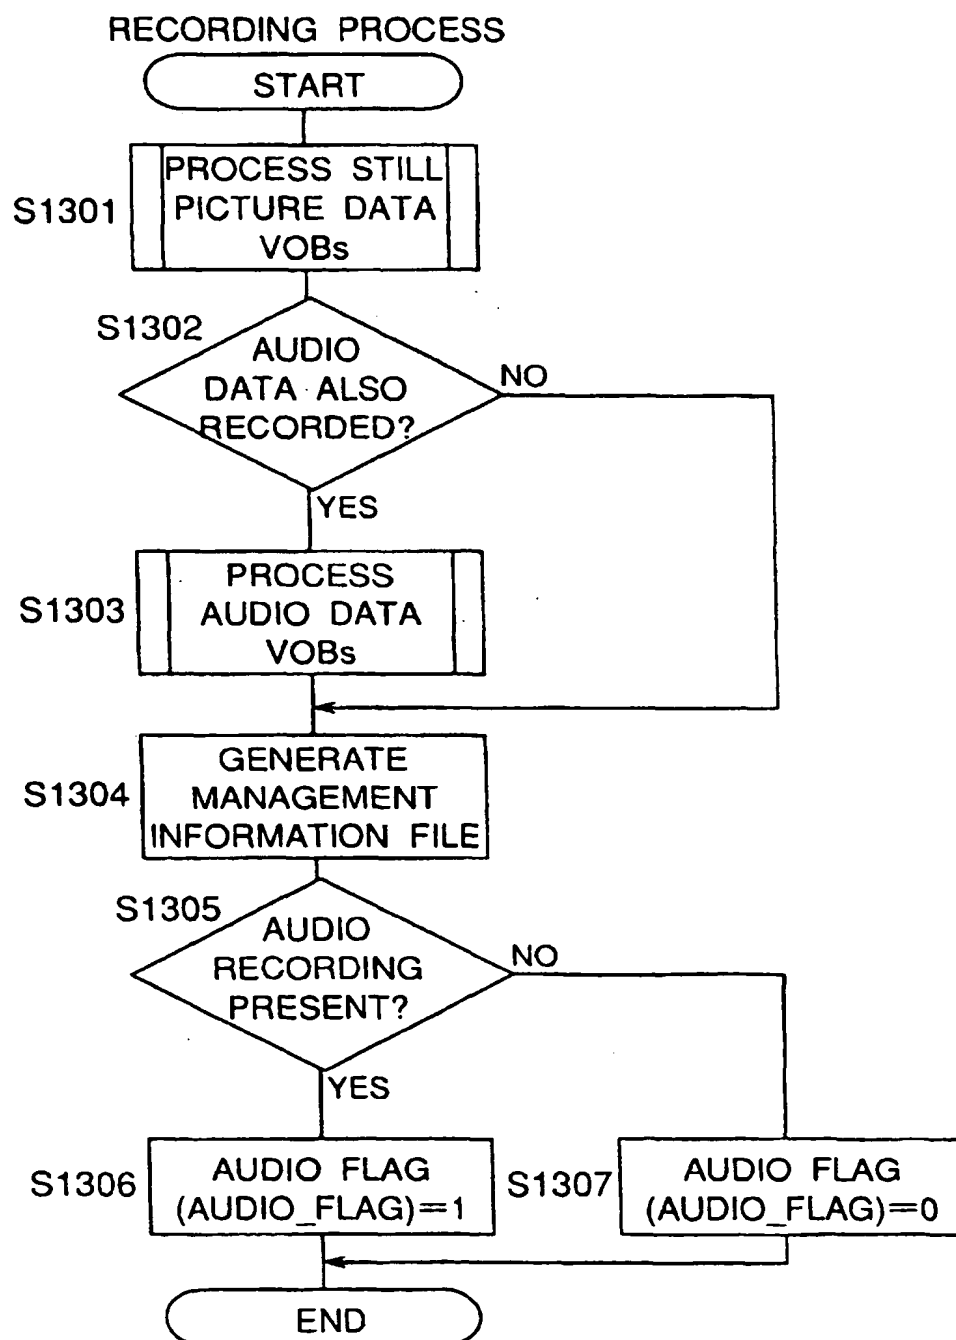 RECORDING PROCESS
START
S1301
PROCESS STILL
PICTURE DATA
VOBs
S1302
AUDIO
DATA ALSO
RECORDED?
NO
YES
S1303
PROCESS
AUDIO DATA
VOBs
S1304
GENERATE
MANAGEMENT
INFORMATION FILE
S1305
AUDIO
RECORDING
PRESENT?
NO
YES
S1306
AUDIO FLAG
(AUDIO_FLAG)=1
S1307
AUDIO FLAG
(AUDIO_FLAG)=0
END